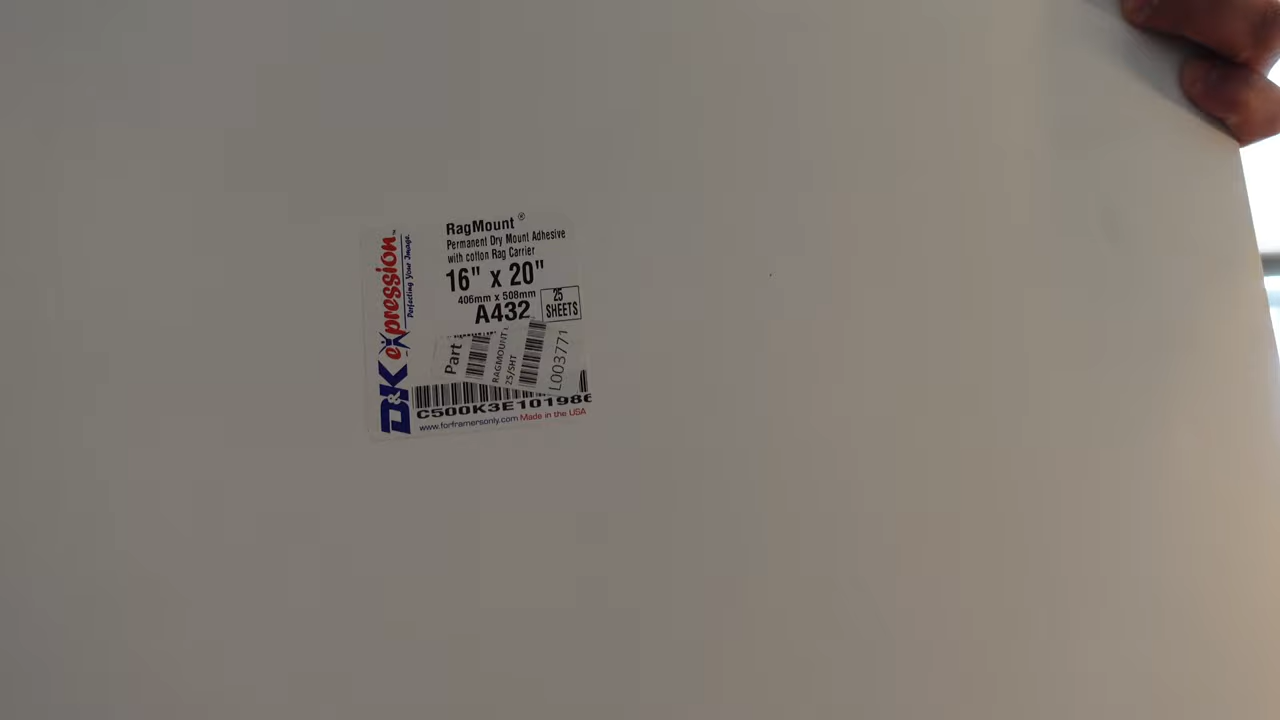 RagMount ®
Permanent Dry Mount Adhesive
with cotton Rag Carrier
16" x 20"
406mm x 508mm
A432
25
SHEETS
D&K
expression™
Perfecting Your Image.
Part
RAGMOUNT
25/SHT
L003771
C500K3E101986
www.forframersonly.com Made in the USA